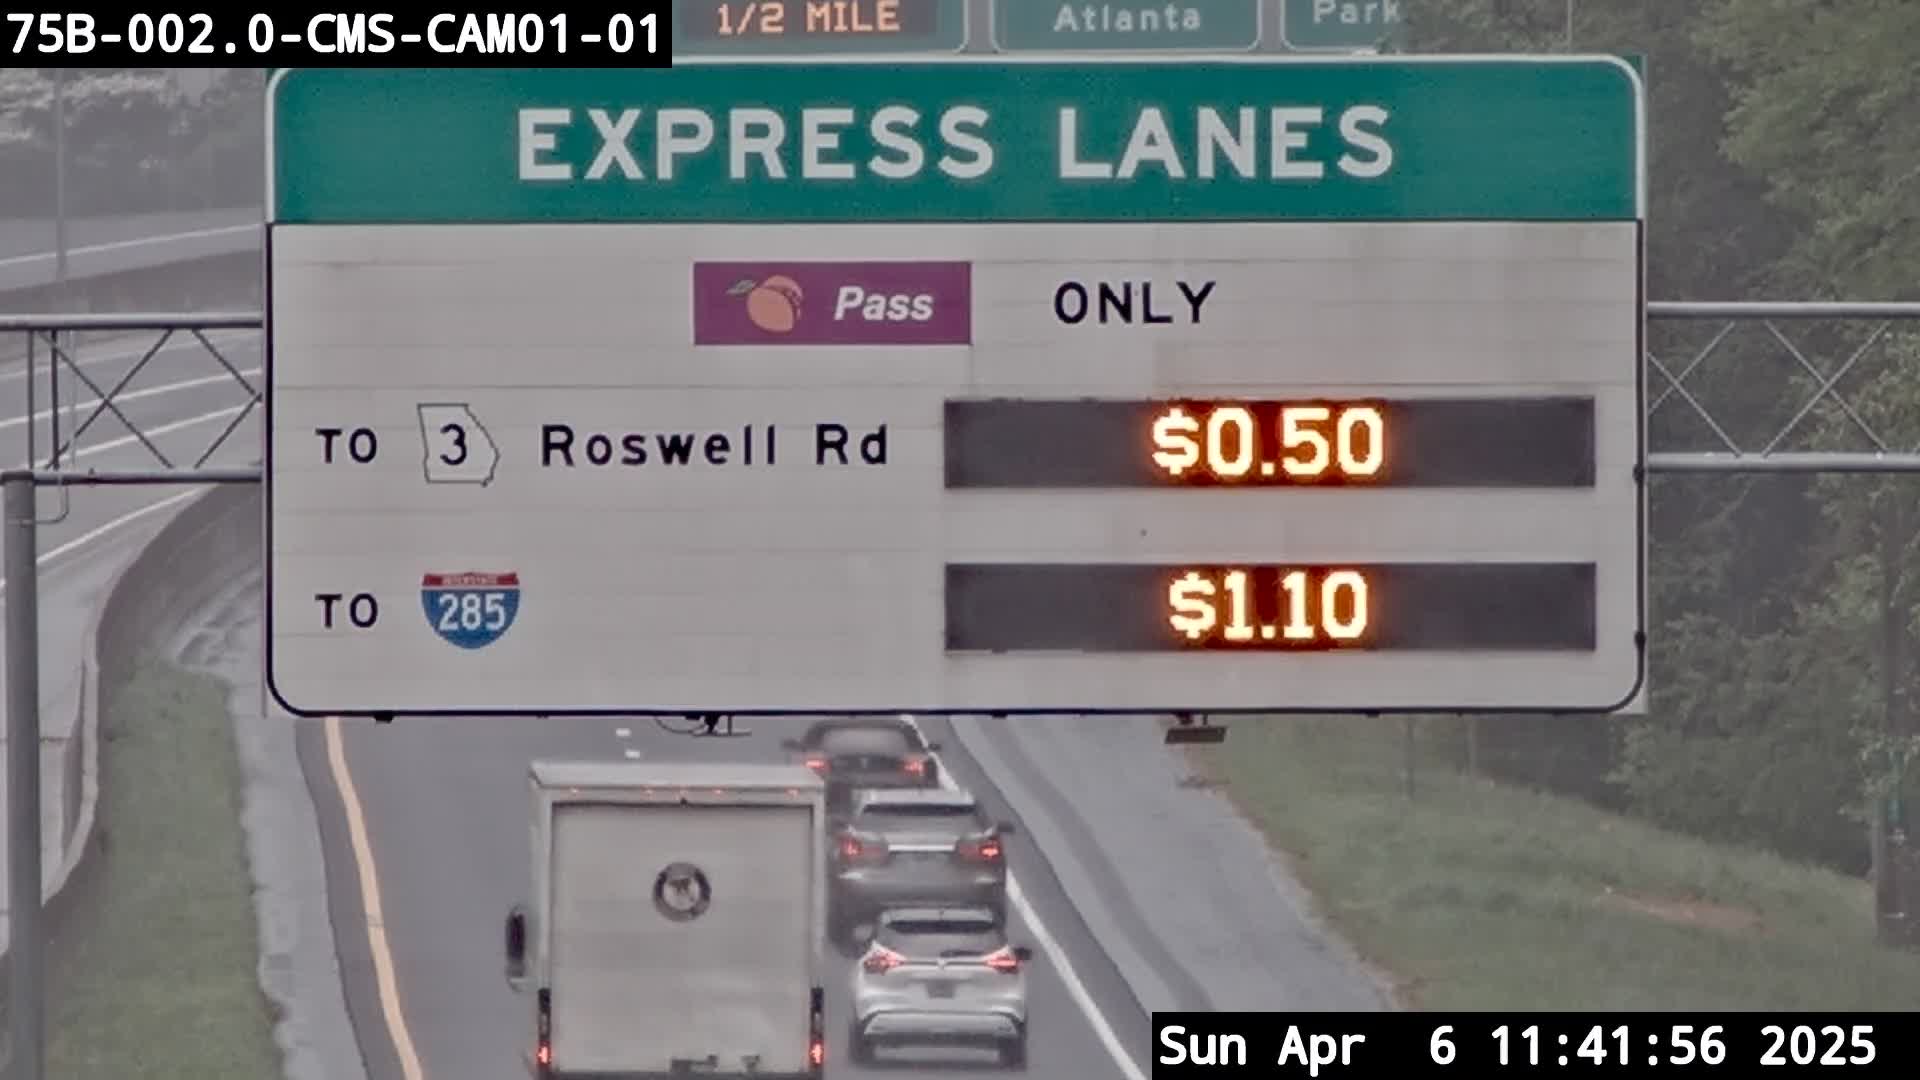 75B-002.0-CMS-CAM01-01
1/2 MILE
Atlanta
Park
EXPRESS LANES
Pass ONLY
TO 3 Roswell Rd $0.50
INTERSTATE
TO 285 $1.10
Sun Apr 6 11:41:56 2025